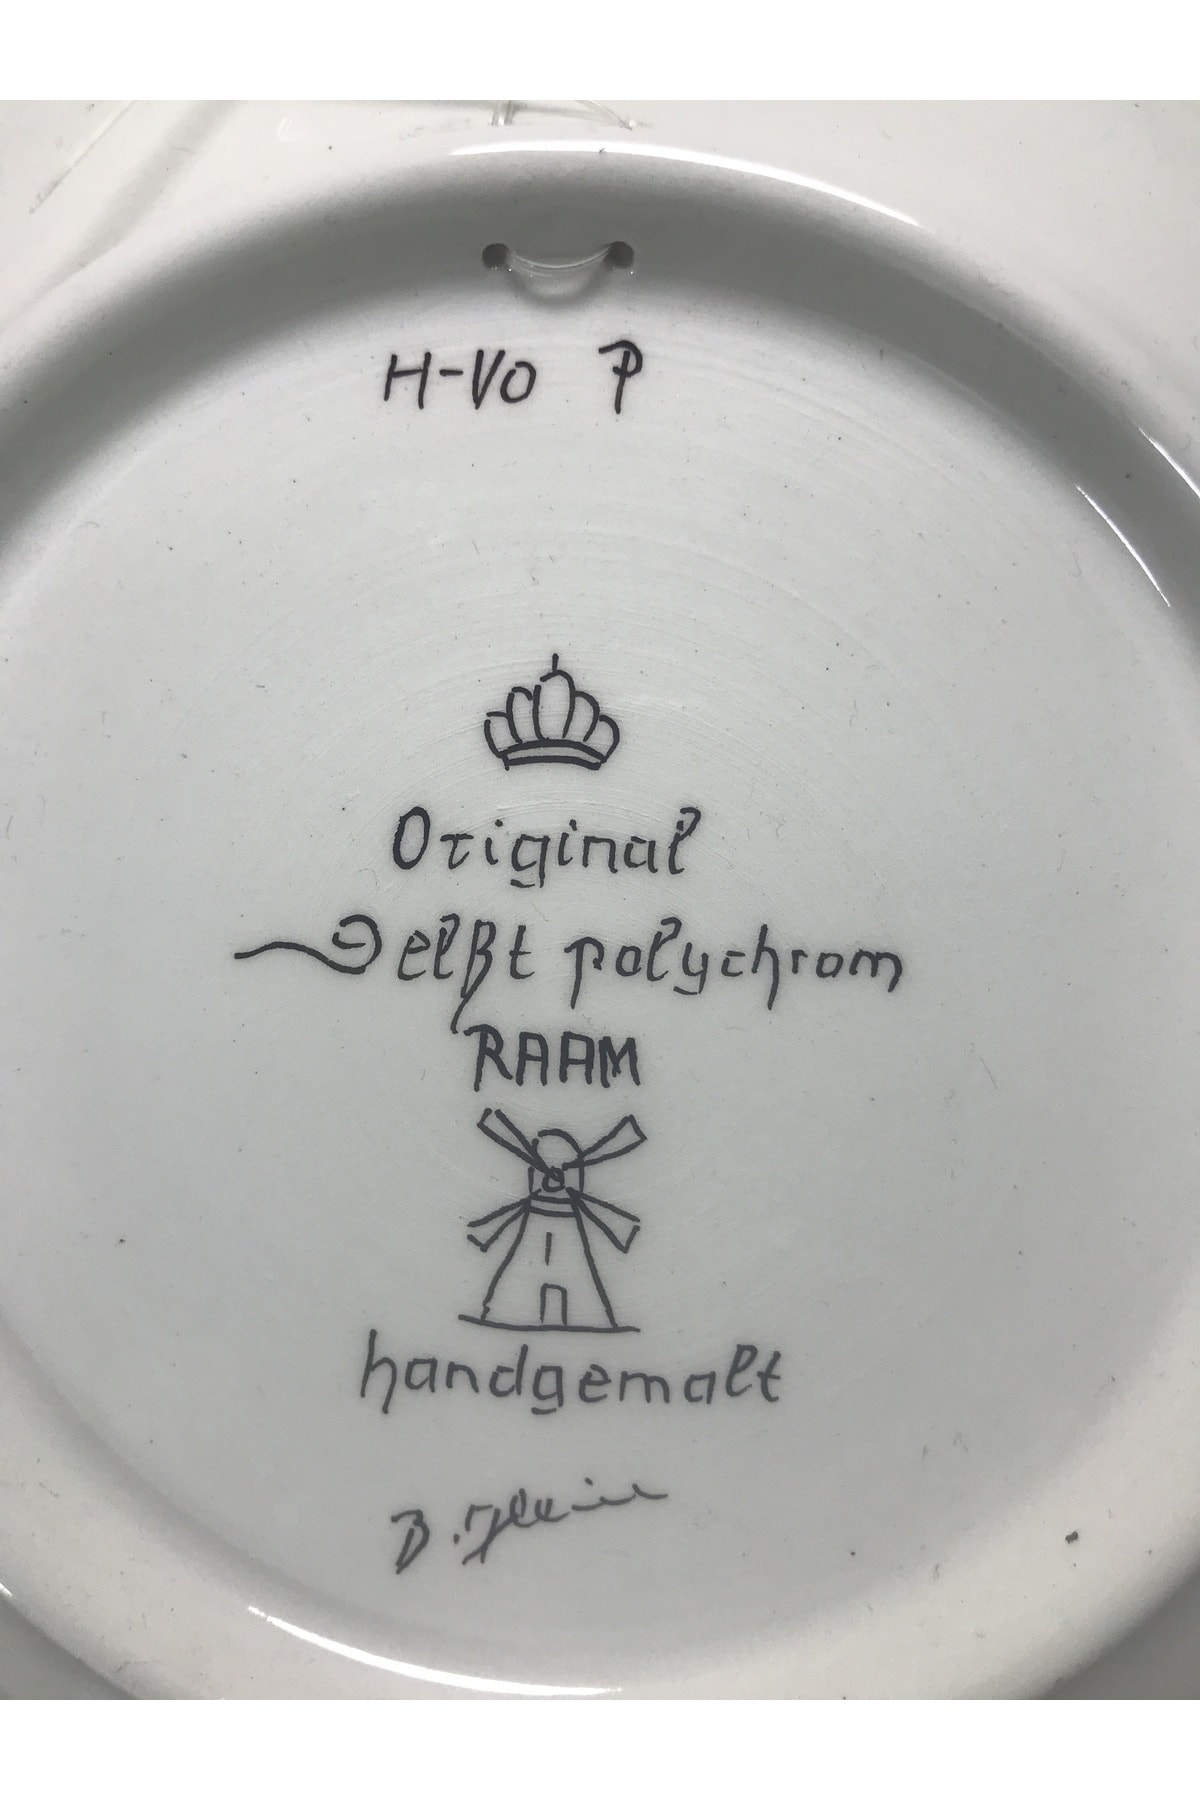 H-VO P
Original
Delft polychrom
RAAM
handgemalt
B.